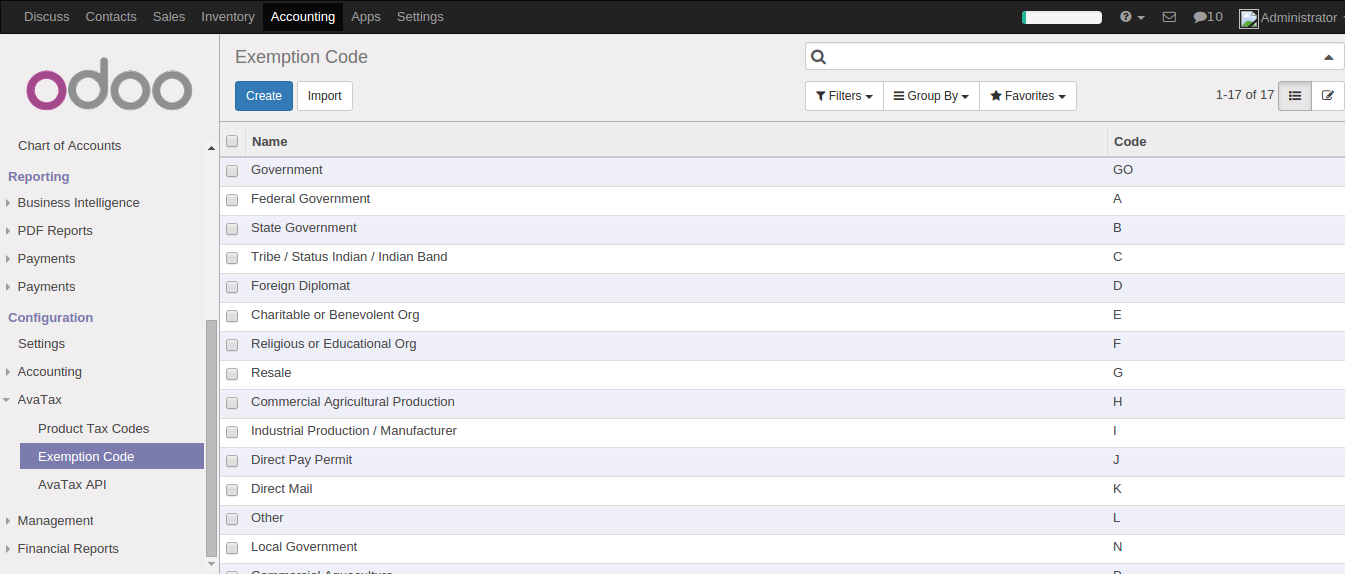 Discuss Contacts Sales Inventory Accounting Apps Settings 10 Administrator
odoo
Exemption Code
Create Import Filters Group By Favorites 1-17 of 17
Chart of Accounts
Reporting
Business Intelligence
PDF Reports
Payments
Payments
Configuration
Settings
Accounting
AvaTax
Product Tax Codes
Exemption Code
AvaTax API
Management
Financial Reports
Name Code
Government GO
Federal Government A
State Government B
Tribe / Status Indian / Indian Band C
Foreign Diplomat D
Charitable or Benevolent Org E
Religious or Educational Org F
Resale G
Commercial Agricultural Production H
Industrial Production / Manufacturer I
Direct Pay Permit J
Direct Mail K
Other L
Local Government N
Commercial